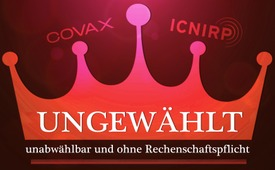 COVAX
ICNIRP
UNGEWÄHLT
unabwählbar und ohne Rechenschaftspflicht